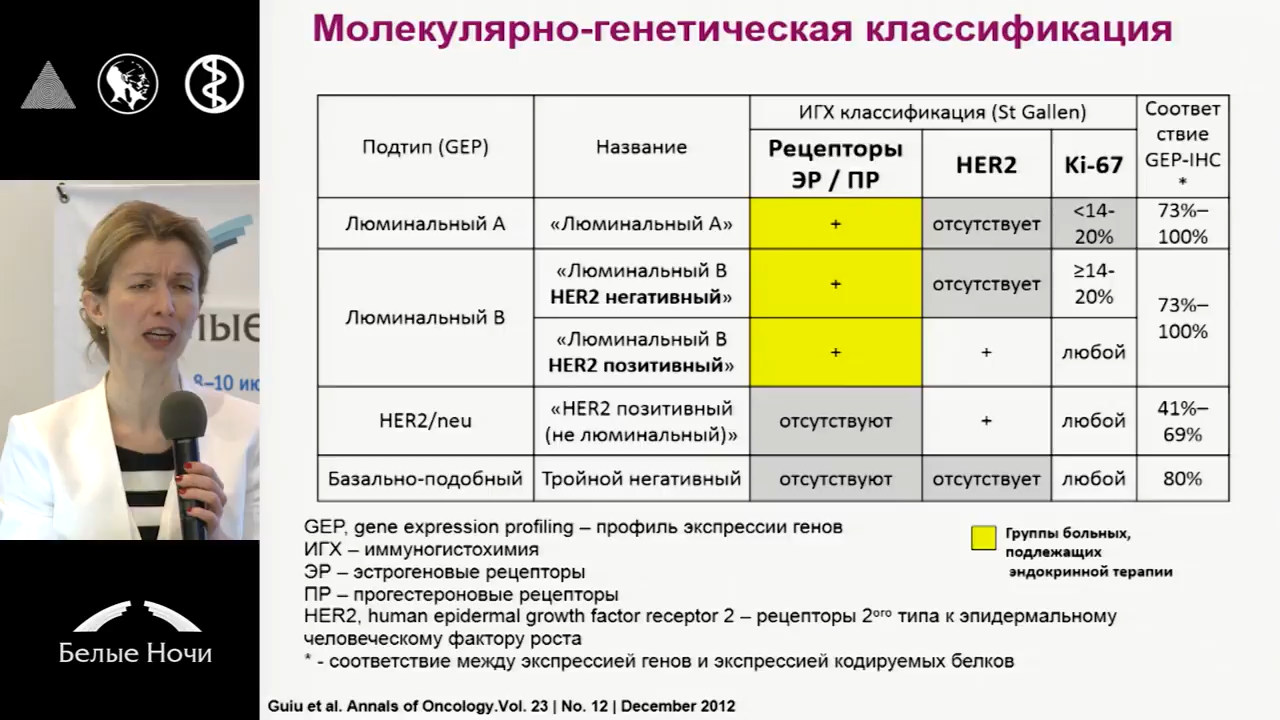 Молекулярно-генетическая классификация
Подтип (GEP)
Название
ИГХ классификация (St Gallen)
Рецепторы
ЭР / ПР
HER2
Ki-67
Соответ
ствие
GEP-IHC
*
Люминальный А
«Люминальный А»
+
отсутствует
<14-
20%
73%–
100%
Люминальный В
«Люминальный В
HER2 негативный»
+
отсутствует
≥14-
20%
73%–
100%
«Люминальный В
HER2 позитивный»
+
+
любой
HER2/neu
«HER2 позитивный
(не люминальный)»
отсутствуют
+
любой
41%–
69%
Базально-подобный
Тройной негативный
отсутствуют
отсутствует
любой
80%
GEP, gene expression profiling – профиль экспрессии генов
ИГХ – иммуногистохимия
ЭР – эстрогеновые рецепторы
ПР – прогестероновые рецепторы
HER2, human epidermal growth factor receptor 2 – рецепторы 2ого типа к эпидермальному
человеческому фактору роста
* - соответствие между экспрессией генов и экспрессией кодируемых белков
Группы больных,
подлежащих
эндокринной терапии
Guiu et al. Annals of Oncology.Vol. 23 | No. 12 | December 2012
лые
8–10 ию
Белые Ночи